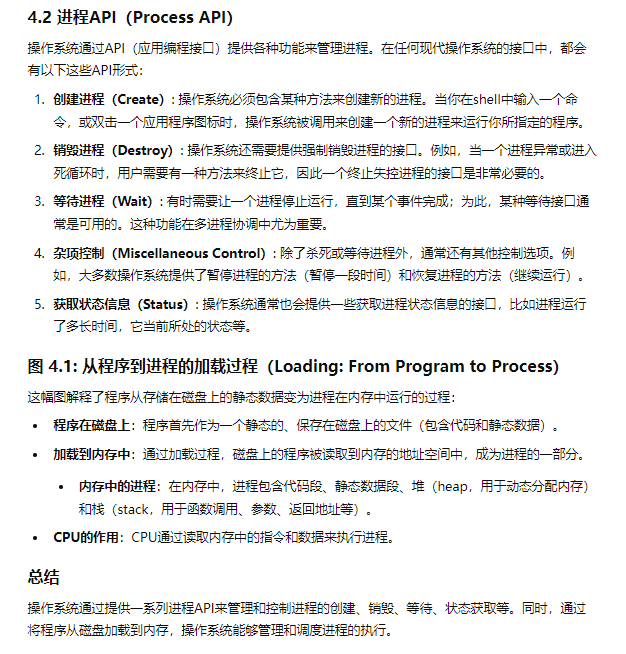 4.2 进程API（Process API）
操作系统通过API（应用编程接口）提供各种功能来管理进程。在任何现代操作系统的接口中，都会
有以下这些API形式：
1. 创建进程（Create）: 操作系统必须包含某种方法来创建新的进程。当你在shell中输入一个命
令，或双击一个应用程序图标时，操作系统被调用来创建一个新的进程来运行你所指定的程序。
2. 销毁进程（Destroy）: 操作系统还需要提供强制销毁进程的接口。例如，当一个进程异常或进入
死循环时，用户需要有一种方法来终止它，因此一个终止失控进程的接口是非常必要的。
3. 等待进程（Wait）: 有时需要让一个进程停止运行，直到某个事件完成；为此，某种等待接口通
常是可用的。这种功能在多进程协调中尤为重要。
4. 杂项控制（Miscellaneous Control）: 除了杀死或等待进程外，通常还有其他控制选项。例
如，大多数操作系统提供了暂停进程的方法（暂停一段时间）和恢复进程的方法（继续运行）。
5. 获取状态信息（Status）: 操作系统通常也会提供一些获取进程状态信息的接口，比如进程运行
了多长时间，它当前所处的状态等。
图 4.1: 从程序到进程的加载过程（Loading: From Program to Process）
这幅图解释了程序从存储在磁盘上的静态数据变为进程在内存中运行的过程：
• 程序在磁盘上：程序首先作为一个静态的、保存在磁盘上的文件（包含代码和静态数据）。
• 加载到内存中：通过加载过程，磁盘上的程序被读取到内存的地址空间中，成为进程的一部分。
• 内存中的进程：在内存中，进程包含代码段、静态数据段、堆（heap，用于动态分配内存）
和栈（stack，用于函数调用、参数、返回地址等）。
• CPU的作用：CPU通过读取内存中的指令和数据来执行进程。
总结
操作系统通过提供一系列进程API来管理和控制进程的创建、销毁、等待、状态获取等。同时，通过
将程序从磁盘加载到内存，操作系统能够管理和调度进程的执行。